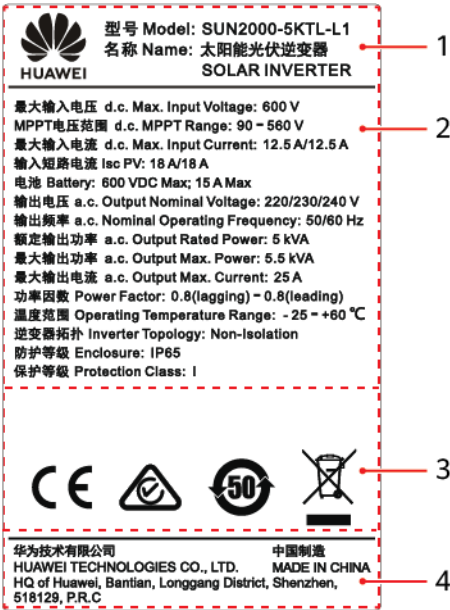 型号 Model: SUN2000-5KTL-L1
名称 Name: 太阳能光伏逆变器
SOLAR INVERTER
HUAWEI
1
最大输入电压 d.c. Max. Input Voltage: 600 V
MPPT电压范围 d.c. MPPT Range: 90 - 560 V
最大输入电流 d.c. Max. Input Current: 12.5 A/12.5 A
输入短路电流 Isc PV: 18 A/18 A
电池 Battery: 600 VDC Max; 15 A Max
输出电压 a.c. Output Nominal Voltage: 220/230/240 V
输出频率 a.c. Nominal Operating Frequency: 50/60 Hz
额定输出功率 a.c. Output Rated Power: 5 kVA
最大输出功率 a.c. Output Max. Power: 5.5 kVA
最大输出电流 a.c. Output Max. Current: 25 A
功率因数 Power Factor: 0.8(lagging) - 0.8(leading)
温度范围 Operating Temperature Range: - 25 - +60 ℃
逆变器拓扑 Inverter Topology: Non-Isolation
防护等级 Enclosure: IP65
保护等级 Protection Class: I
2
CE
50
3
华为技术有限公司 中国制造
HUAWEI TECHNOLOGIES CO., LTD. MADE IN CHINA
HQ of Huawei, Bantian, Longgang District, Shenzhen,
518129, P.R.C
4